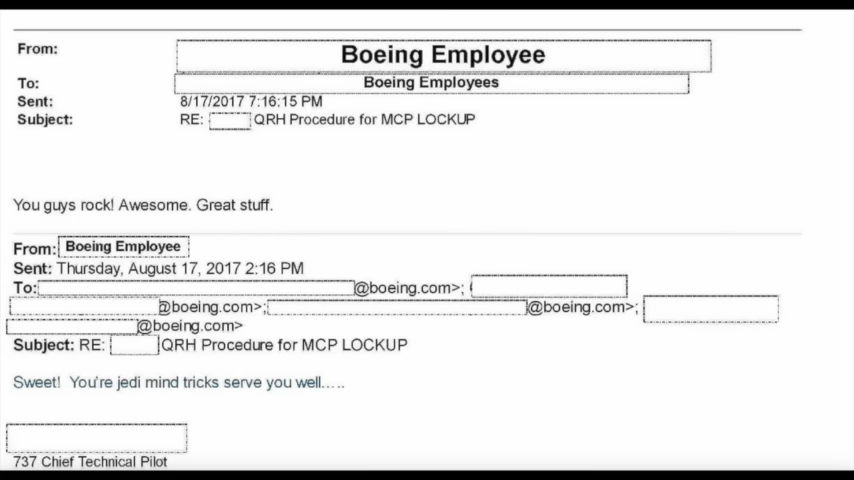 From: Boeing Employee
To: Boeing Employees
Sent: 8/17/2017 7:16:15 PM
Subject: RE: QRH Procedure for MCP LOCKUP
You guys rock! Awesome. Great stuff.
From: Boeing Employee
Sent: Thursday, August 17, 2017 2:16 PM
To: @boeing.com>;
@boeing.com>; @boeing.com>;
@boeing.com>
Subject: RE: QRH Procedure for MCP LOCKUP
Sweet! You're jedi mind tricks serve you well.....
737 Chief Technical Pilot